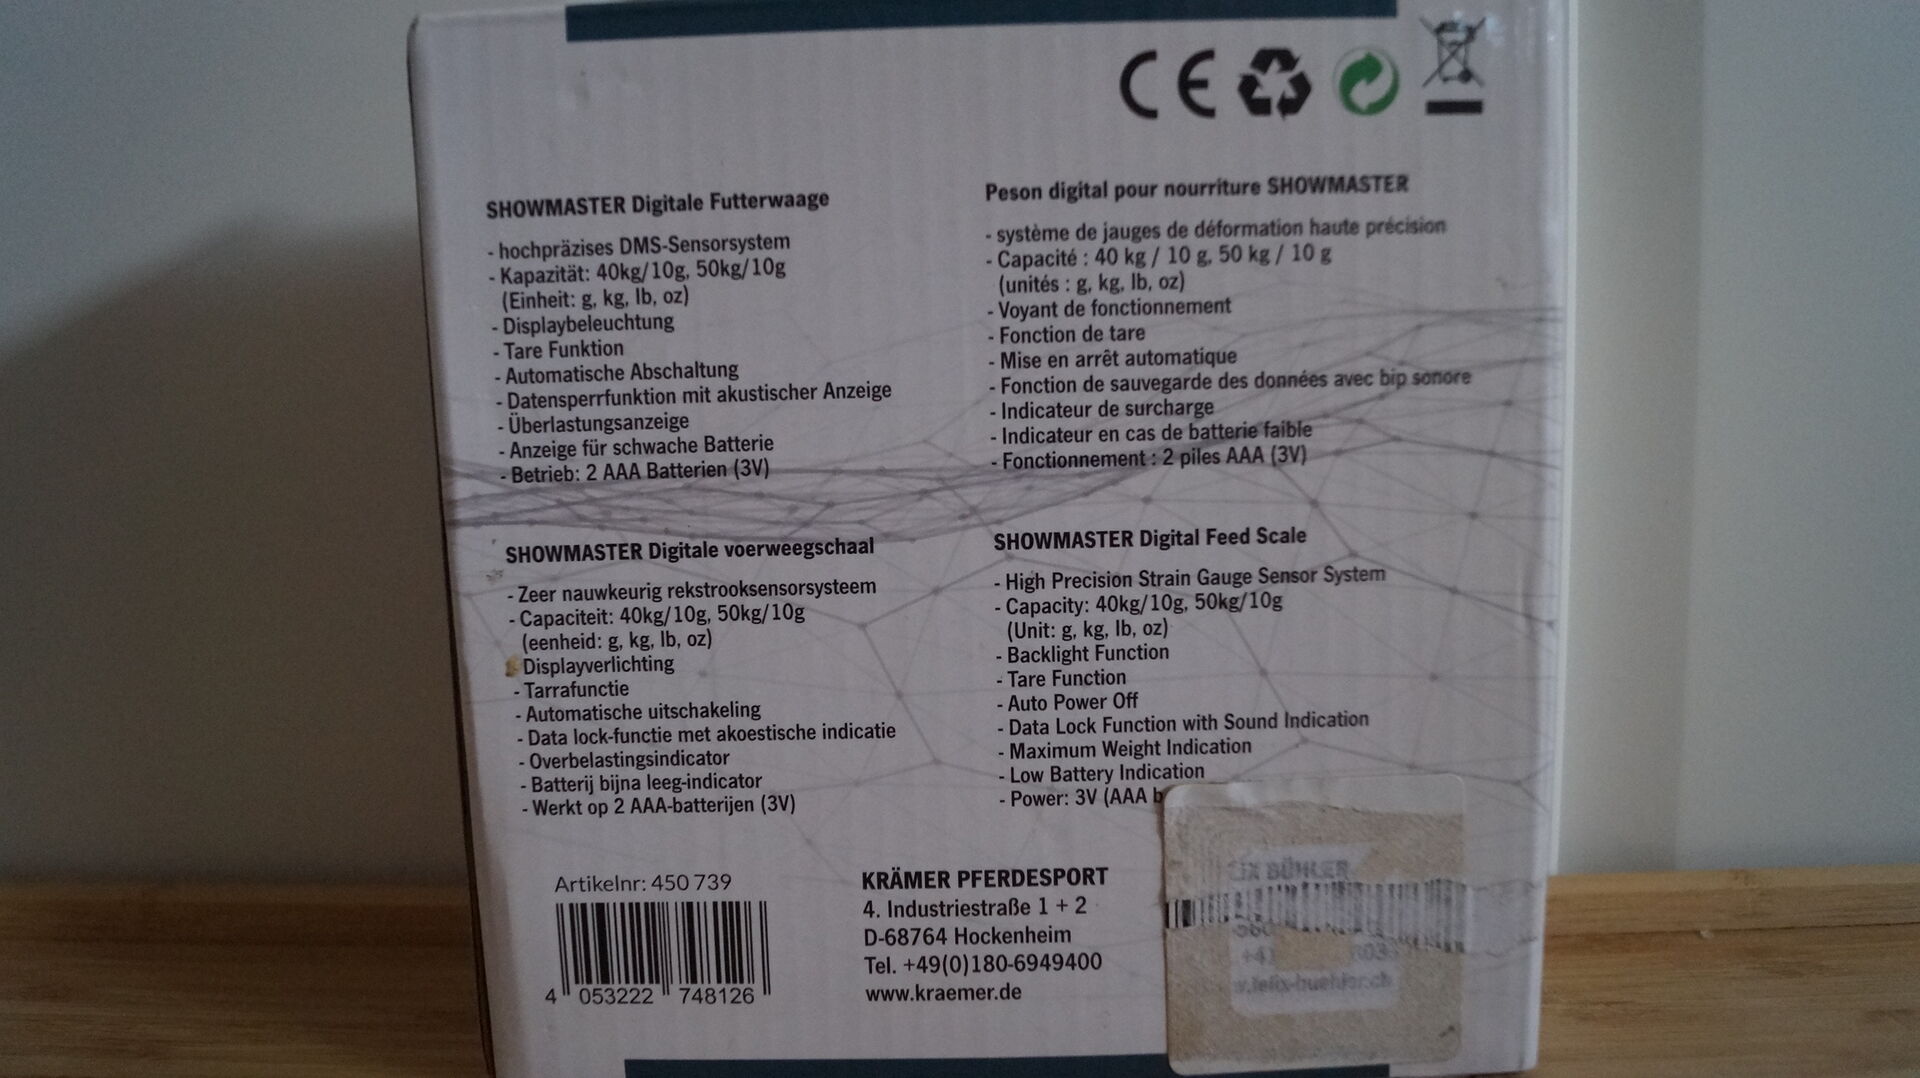 CE
SHOWMASTER Digitale Futterwaage
- hochpräzises DMS-Sensorsystem
- Kapazität: 40kg/10g, 50kg/10g
(Einheit: g, kg, lb, oz)
- Displaybeleuchtung
- Tare Funktion
- Automatische Abschaltung
- Datensperrfunktion mit akustischer Anzeige
- Überlastungsanzeige
- Anzeige für schwache Batterie
- Betrieb: 2 AAA Batterien (3V)
Peson digital pour nourriture SHOWMASTER
- système de jauges de déformation haute précision
- Capacité : 40 kg / 10 g, 50 kg / 10 g
(unités : g, kg, lb, oz)
- Voyant de fonctionnement
- Fonction de tare
- Mise en arrêt automatique
- Fonction de sauvegarde des données avec bip sonore
- Indicateur de surcharge
- Indicateur en cas de batterie faible
- Fonctionnement : 2 piles AAA (3V)
SHOWMASTER Digitale voerweegschaal
- Zeer nauwkeurig rekstrooksensorsysteem
- Capaciteit: 40kg/10g, 50kg/10g
(eenheid: g, kg, lb, oz)
Displayverlichting
- Tarrafunctie
- Automatische uitschakeling
- Data lock-functie met akoestische indicatie
- Overbelastingsindicator
- Batterij bijna leeg-indicator
- Werkt op 2 AAA-batterijen (3V)
SHOWMASTER Digital Feed Scale
- High Precision Strain Gauge Sensor System
- Capacity: 40kg/10g, 50kg/10g
(Unit: g, kg, lb, oz)
- Backlight Function
- Tare Function
- Auto Power Off
- Data Lock Function with Sound Indication
- Maximum Weight Indication
- Low Battery Indication
- Power: 3V (AAA b
Artikelnr: 450 739
4 053222 748126
KRÄMER PFERDESPORT
4. Industriestraße 1 + 2
D-68764 Hockenheim
Tel. +49(0)180-6949400
www.kraemer.de
BÜHLER
+41